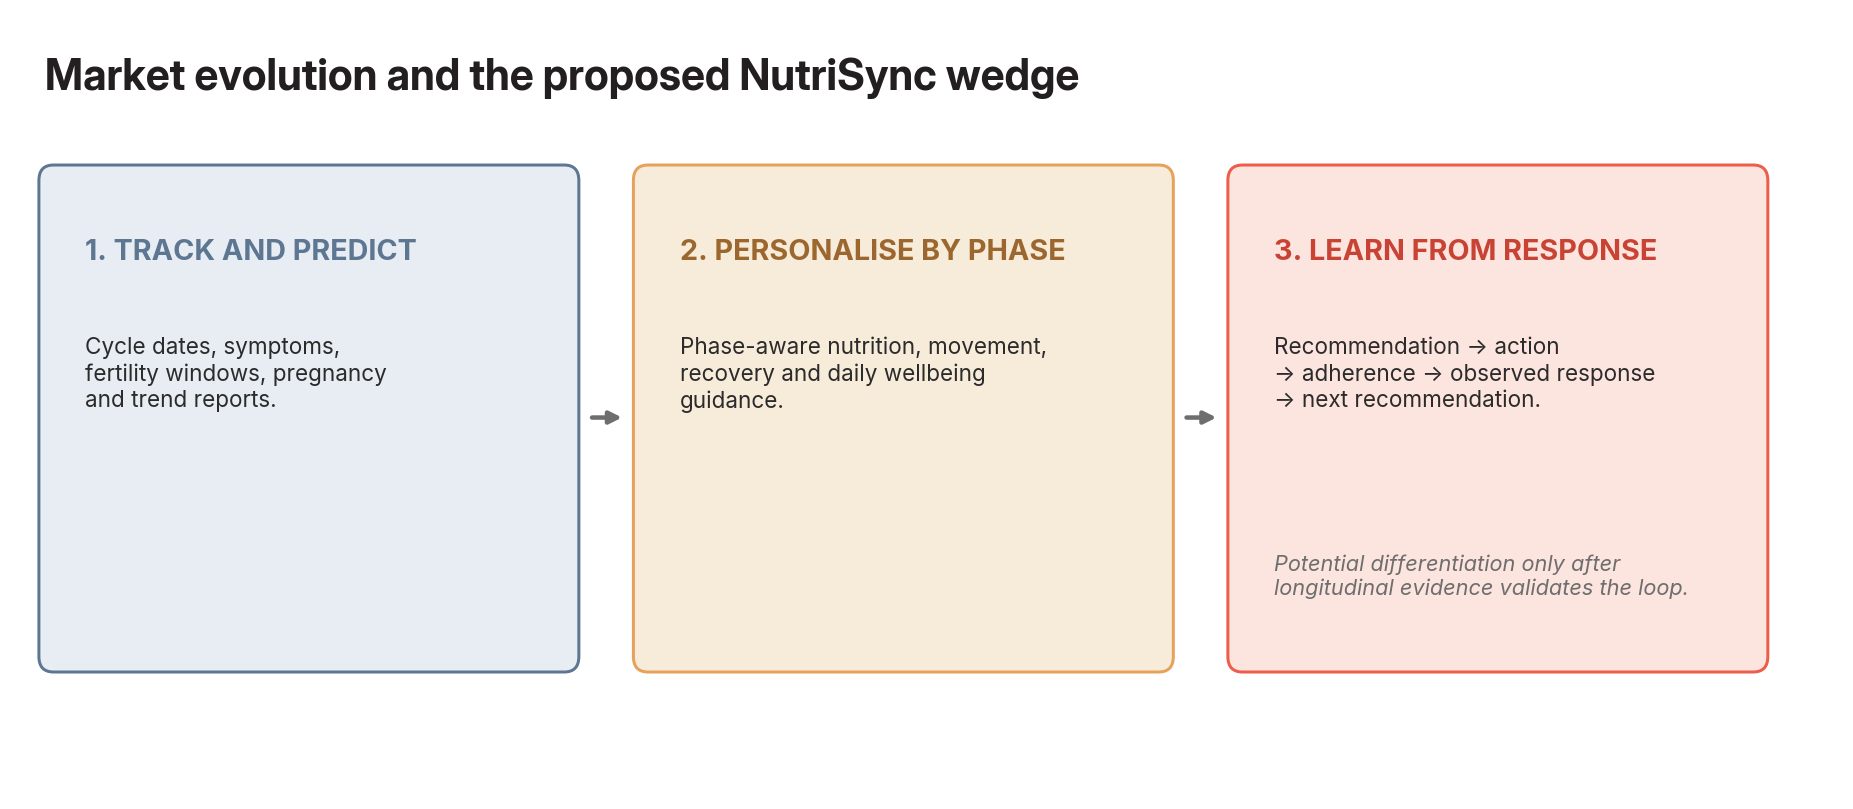 Market evolution and the proposed NutriSync wedge
1. TRACK AND PREDICT
Cycle dates, symptoms,
fertility windows, pregnancy
and trend reports.
2. PERSONALISE BY PHASE
Phase-aware nutrition, movement,
recovery and daily wellbeing
guidance.
3. LEARN FROM RESPONSE
Recommendation → action
→ adherence → observed response
→ next recommendation.
Potential differentiation only after
longitudinal evidence validates the loop.